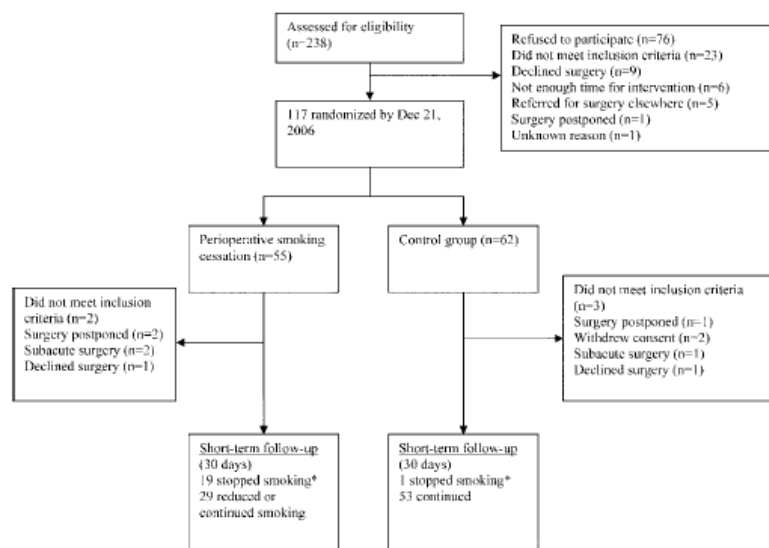 Assessed for eligibility
(n=238)
Refused to participate (n=76)
Did not meet inclusion criteria (n=23)
Declined surgery (n=9)
Not enough time for intervention (n=6)
Referred for surgery elsewhere (n=5)
Surgery postponed (n=1)
Unknown reason (n=1)
117 randomized by Dec 21,
2006
Perioperative smoking
cessation (n=55)
Control group (n=62)
Did not meet inclusion
criteria (n=2)
Surgery postponed (n=2)
Subacute surgery (n=2)
Declined surgery (n=1)
Did not meet inclusion criteria
(n=3)
Surgery postponed (n=1)
Withdrew consent (n=2)
Subacute surgery (n=1)
Declined surgery (n=1)
Short-term follow-up
(30 days)
19 stopped smoking*
29 reduced or
continued smoking
Short-term follow-up
(30 days)
1 stopped smoking*
53 continued